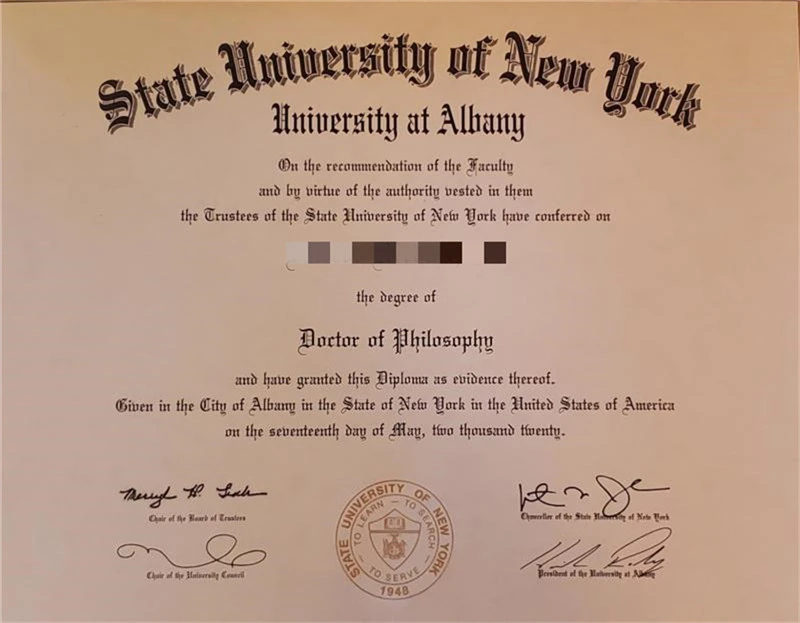 State University of New York
University at Albany
On the recommendation of the Faculty
and by virtue of the authority vested in them
the Trustees of the State University of New York have conferred on
the degree of
Doctor of Philosophy
and have granted this Diploma as evidence thereof.
Given in the City of Albany in the State of New York in the United States of America
on the seventeenth day of May, two thousand twenty.
Chair of the Board of Trustees
Chancellor of the State University of New York
Chair of the University Council
President of the University at Albany
STATE UNIVERSITY OF NEW YORK
TO LEARN — TO SEARCH — TO SERVE
1948